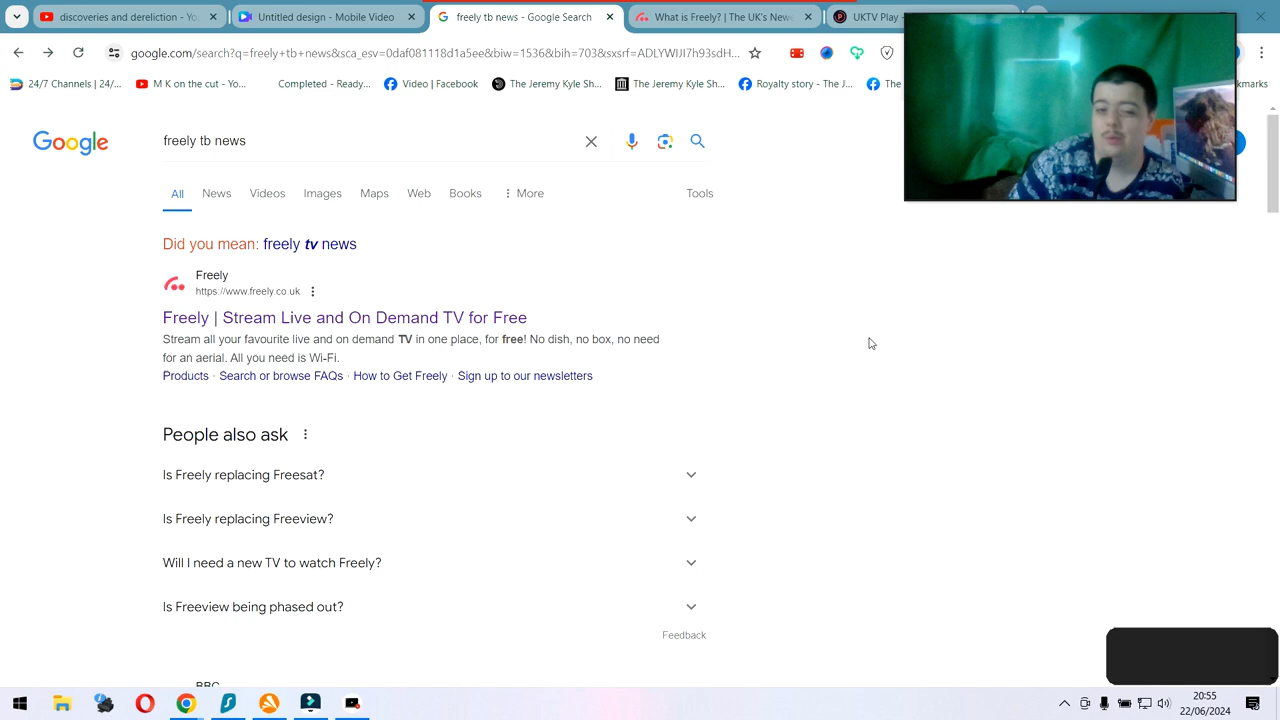 discoveries and dereliction - Yo
Untitled design - Mobile Video
freely tb news - Google Search
What is Freely? | The UK's New
UKTV Play
google.com/search?q=freely+tb+news&sca_esv=0daf081118d1a5ee&biw=1536&bih=703&sxsrf=ADLYWIJI7h93sdH...
24/7 Channels | 24/...
M K on the cut - Yo...
Completed - Ready...
Video | Facebook
The Jeremy Kyle Sh...
The Jeremy Kyle Sh...
Royalty story - The J...
The
kmarks
Google
freely tb news
All
News
Videos
Images
Maps
Web
Books
More
Tools
Did you mean: freely tv news
Freely
https://www.freely.co.uk
Freely | Stream Live and On Demand TV for Free
Stream all your favourite live and on demand TV in one place, for free! No dish, no box, no need
for an aerial. All you need is Wi-Fi.
Products · Search or browse FAQs · How to Get Freely · Sign up to our newsletters
People also ask
Is Freely replacing Freesat?
Is Freely replacing Freeview?
Will I need a new TV to watch Freely?
Is Freeview being phased out?
Feedback
BBC
20:55
22/06/2024